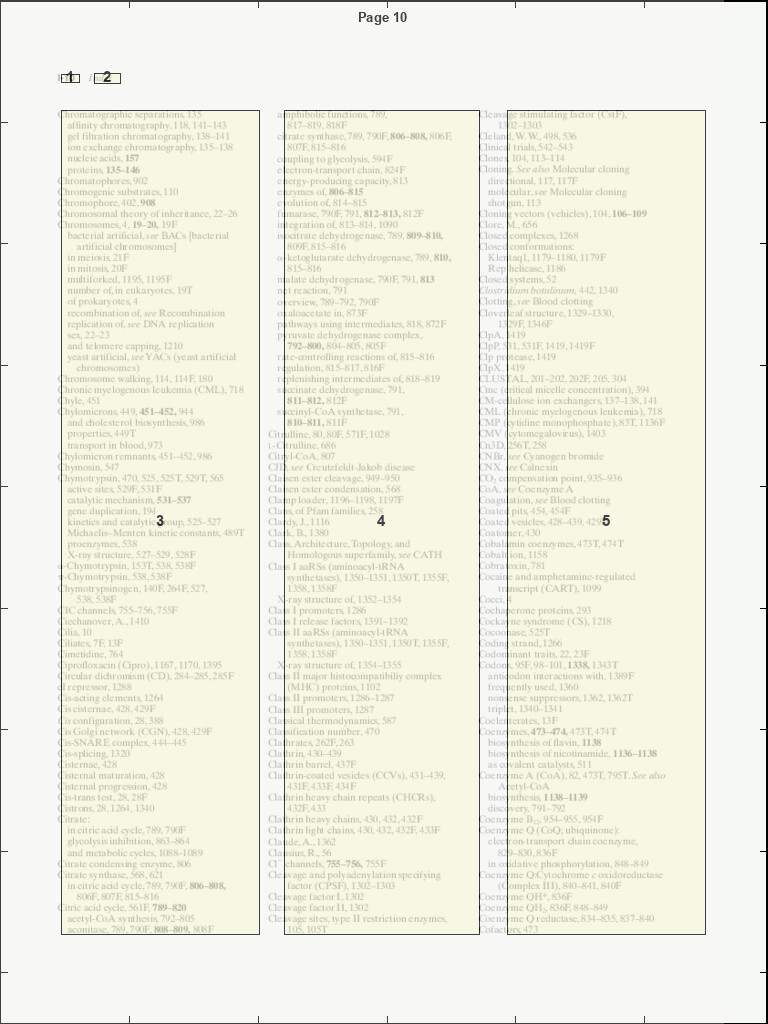 Page 10
1 2
Chromatographic separations, 135
affinity chromatography, 118, 141–143
gel filtration chromatography, 138–141
ion exchange chromatography, 135–138
nucleic acids, 157
proteins, 135–146
Chromatophores, 902
Chromogenic substrates, 110
Chromophore, 402, 908
Chromosomal theory of inheritance, 22–26
Chromosomes, 4, 19–20, 19F
bacterial artificial, see BACs [bacterial
artificial chromosomes]
in meiosis, 21F
in mitosis, 20F
multiforked, 1195, 1195F
number of, in eukaryotes, 19T
of prokaryotes, 4
recombination of, see Recombination
replication of, see DNA replication
sex, 22–23
and telomere capping, 1210
yeast artificial, see YACs (yeast artificial
chromosomes)
Chromosome walking, 114, 114F, 180
Chronic myelogenous leukemia (CML), 718
Chyle, 451
Chylomicrons, 449, 451–452, 944
and cholesterol biosynthesis, 986
properties, 449T
transport in blood, 973
Chylomicron remnants, 451–452, 986
Chymosin, 547
Chymotrypsin, 470, 525, 525T, 529T, 565
active sites, 529F, 531F
catalytic mechanism, 531–537
gene duplication, 194
kinetics and catalytic group, 525–527
3
Michaelis–Menten kinetic constants, 489T
proenzymes, 538
X-ray structure, 527–529, 528F
α-Chymotrypsin, 153T, 538, 538F
π-Chymotrypsin, 538, 538F
Chymotrypsinogen, 140F, 264F, 527,
538, 538F
ClC channels, 755–756, 755F
Ciechanover, A., 1410
Cilia, 10
Ciliates, 7F, 13F
Cimetidine, 764
Ciprofloxacin (Cipro), 1167, 1170, 1395
Circular dichromism (CD), 284–285, 285F
cI repressor, 1288
Cis-acting elements, 1264
Cis cisternae, 428, 429F
Cis configuration, 28, 388
Cis Golgi network (CGN), 428, 429F
Cis-SNARE complex, 444–445
Cis-splicing, 1320
Cisternae, 428
Cisternal maturation, 428
Cisternal progression, 428
Cis-trans test, 28, 28F
Cistrons, 28, 1264, 1340
Citrate:
in citric acid cycle, 789, 790F
glycolysis inhibition, 863–864
and metabolic cycles, 1088–1089
Citrate condensing enzyme, 806
Citrate synthase, 568, 621
in citric acid cycle, 789, 790F, 806–808,
806F, 807F, 815–816
Citric acid cycle, 561F, 789–820
acetyl-CoA synthesis, 792–805
aconitase, 789, 790F, 808–809, 808F
amphibolic functions, 789,
817–819, 818F
citrate synthase, 789, 790F, 806–808, 806F,
807F, 815–816
coupling to glycolysis, 594F
electron-transport chain, 824F
energy-producing capacity, 813
enzymes of, 806–815
evolution of, 814–815
fumarase, 790F, 791, 812–813, 812F
integration of, 813–814, 1090
isocitrate dehydrogenase, 789, 809–810,
809F, 815–816
α-ketoglutarate dehydrogenase, 789, 810,
815–816
malate dehydrogenase, 790F, 791, 813
net reaction, 791
overview, 789–792, 790F
oxaloacetate in, 873F
pathways using intermediates, 818, 872F
pyruvate dehydrogenase complex,
792–800, 804–805, 805F
rate-controlling reactions of, 815–816
regulation, 815–817, 816F
replenishing intermediates of, 818–819
succinate dehydrogenase, 791,
811–812, 812F
succinyl-CoA synthetase, 791,
810–811, 811F
Citrulline, 80, 80F, 571F, 1028
L-Citrulline, 686
Citryl-CoA, 807
CJD, see Creutzfeldt-Jakob disease
Claisen ester cleavage, 949–950
Claisen ester condensation, 568
Clamp loader, 1196–1198, 1197F
Clans, of Pfam families, 258
Clardy, J., 1116
4
Clark, B., 1380
Class, Architecture, Topology, and
Homologous superfamily, see CATH
Class I aaRSs (aminoacyl-tRNA
synthetases), 1350–1351, 1350T, 1355F,
1358, 1358F
X-ray structure of, 1352–1354
Class I promoters, 1286
Class I release factors, 1391–1392
Class II aaRSs (aminoacyl-tRNA
synthetases), 1350–1351, 1350T, 1355F,
1358, 1358F
X-ray structure of, 1354–1355
Class II major histocompatibiliy complex
(MHC) proteins, 1102
Class II promoters, 1286–1287
Class III promoters, 1287
Classical thermodynamics, 587
Classification number, 470
Clathrates, 262F, 263
Clathrin, 430–439
Clathrin barrel, 437F
Clathrin-coated vesicles (CCVs), 431–439,
431F, 433F, 434F
Clathrin heavy chain repeats (CHCRs),
432F, 433
Clathrin heavy chains, 430, 432, 432F
Clathrin light chains, 430, 432, 432F, 433F
Claude, A., 1362
Clausius, R., 56
Cl⁻ channels, 755–756, 755F
Cleavage and polyadenylation specifying
factor (CPSF), 1302–1303
Cleavage factor I, 1302
Cleavage factor II, 1302
Cleavage sites, type II restriction enzymes,
105, 105T
Cleavage stimulating factor (CstF),
1302–1303
Cleland, W.W., 498, 536
Clinical trials, 542–543
Clones, 104, 113–114
Cloning. See also Molecular cloning
directional, 117, 117F
molecular, see Molecular cloning
shotgun, 113
Cloning vectors (vehicles), 104, 106–109
Clore, M., 656
Closed complexes, 1268
Closed conformations:
Klentaq1, 1179–1180, 1179F
Rep helicase, 1186
Closed systems, 52
Clostridium botulinum, 442, 1340
Clotting, see Blood clotting
Cloverleaf structure, 1329–1330,
1329F, 1346F
ClpA, 1419
ClpP, 531, 531F, 1419, 1419F
Clp protease, 1419
ClpX, 1419
CLUSTAL, 201–202, 202F, 205, 304
Cmc (critical micelle concentration), 394
CM-cellulose ion exchangers, 137–138, 141
CML (chronic myelogenous leukemia), 718
CMP (cytidine monophosphate), 83T, 1136F
CMV (cytomegalovirus), 1403
Cn3D, 256T, 258
CNBr, see Cyanogen bromide
CNX, see Calnexin
CO₂ compensation point, 935–936
CoA, see Coenzyme A
Coagulation, see Blood clotting
Coated pits, 454, 454F
Coated vesicles, 428–439, 429F
5
Coatomer, 430
Cobalamin coenzymes, 473T, 474T
Cobalt ion, 1158
Cobratoxin, 781
Cocaine and amphetamine-regulated
transcript (CART), 1099
Cocci, 4
Cochaperone proteins, 293
Cockayne syndrome (CS), 1218
Cocoonase, 525T
Coding strand, 1266
Codominant traits, 22, 23F
Codons, 95F, 98–101, 1338, 1343T
anticodon interactions with, 1389F
frequently used, 1360
nonsense suppressors, 1362, 1362T
triplet, 1340–1341
Coelenterates, 13F
Coenzymes, 473–474, 473T, 474T
biosynthesis of flavin, 1138
biosynthesis of nicotinamide, 1136–1138
as covalent catalysts, 511
Coenzyme A (CoA), 82, 473T, 795T. See also
Acetyl-CoA
biosynthesis, 1138–1139
discovery, 791–792
Coenzyme B₁₂, 954–955, 954F
Coenzyme Q (CoQ; ubiquinone):
electron-transport chain coenzyme,
829–830, 836F
in oxidative phosphorylation, 848–849
Coenzyme Q:Cytochrome c oxidoreductase
(Complex III), 840–841, 840F
Coenzyme QH•, 836F
Coenzyme QH₂, 836F, 848–849
Coenzyme Q reductase, 834–835, 837–840
Cofactors, 473